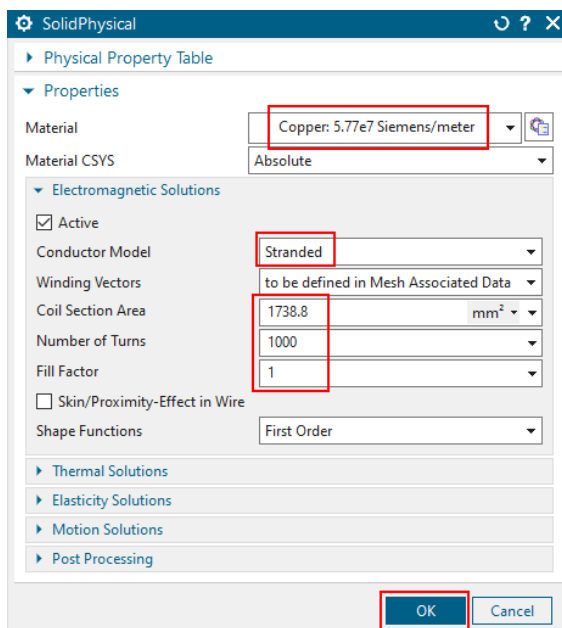 SolidPhysical
Physical Property Table
Properties
Material Copper: 5.77e7 Siemens/meter
Material CSYS Absolute
Electromagnetic Solutions
Active
Conductor Model Stranded
Winding Vectors to be defined in Mesh Associated Data
Coil Section Area 1738.8 mm²
Number of Turns 1000
Fill Factor 1
Skin/Proximity-Effect in Wire
Shape Functions First Order
Thermal Solutions
Elasticity Solutions
Motion Solutions
Post Processing
OK Cancel